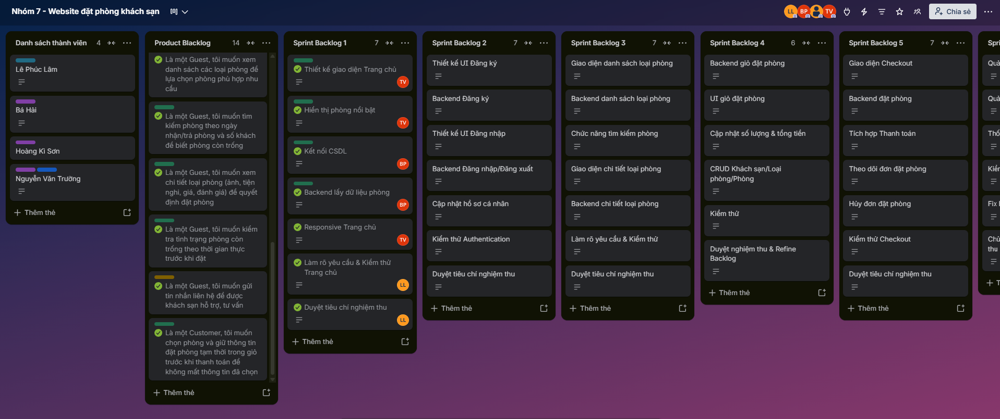 Nhóm 7 - Website đặt phòng khách sạn
LL
BP
TV
Chia sẻ
Danh sách thành viên 4
Lê Phúc Lâm
Bá Hải
Hoàng Kì Sơn
Nguyễn Văn Trường
Thêm thẻ
Product Blacklog 14
Là một Guest, tôi muốn xem
danh sách các loại phòng để
lựa chọn phòng phù hợp nhu
cầu
Là một Guest, tôi muốn tìm
kiếm phòng theo ngày
nhận/trả phòng và số khách
để biết phòng còn trống
Là một Guest, tôi muốn xem
chi tiết loại phòng (ảnh, tiện
nghi, giá, đánh giá) để quyết
định đặt phòng
Là một Guest, tôi muốn kiểm
tra tình trạng phòng còn
trống theo thời gian thực
trước khi đặt
Là một Guest, tôi muốn gửi
tin nhắn liên hệ để được
khách sạn hỗ trợ, tư vấn
Là một Customer, tôi muốn
chọn phòng và giữ thông tin
đặt phòng tạm thời trong giỏ
trước khi thanh toán để
không mất thông tin đã chọn
Thêm thẻ
Sprint Backlog 1 7
Thiết kế giao diện Trang chủ
TV
Hiển thị phòng nổi bật
TV
Kết nối CSDL
BP
Backend lấy dữ liệu phòng
BP
Responsive Trang chủ
TV
Làm rõ yêu cầu & Kiểm thử
Trang chủ
LL
Duyệt tiêu chí nghiệm thu
LL
Thêm thẻ
Sprint Backlog 2 7
Thiết kế UI Đăng ký
Backend Đăng ký
Thiết kế UI Đăng nhập
Backend Đăng nhập/Đăng xuất
Cập nhật hồ sơ cá nhân
Kiểm thử Authentication
Duyệt tiêu chí nghiệm thu
Thêm thẻ
Sprint Backlog 3 7
Giao diện danh sách loại phòng
Backend danh sách loại phòng
Chức năng tìm kiếm phòng
Giao diện chi tiết loại phòng
Backend chi tiết loại phòng
Làm rõ yêu cầu & Kiểm thử
Duyệt tiêu chí nghiệm thu
Thêm thẻ
Sprint Backlog 4 6
Backend giỏ đặt phòng
UI giỏ đặt phòng
Cập nhật số lượng & tổng tiền
CRUD Khách sạn/Loại
phòng/Phòng
Kiểm thử
Duyệt nghiệm thu & Refine
Backlog
Thêm thẻ
Sprint Backlog 5 7
Giao diện Checkout
Backend đặt phòng
Tích hợp Thanh toán
Theo dõi đơn đặt phòng
Hủy đơn đặt phòng
Kiểm thử Checkout
Duyệt tiêu chí nghiệm thu
Thêm thẻ
Fix
thu